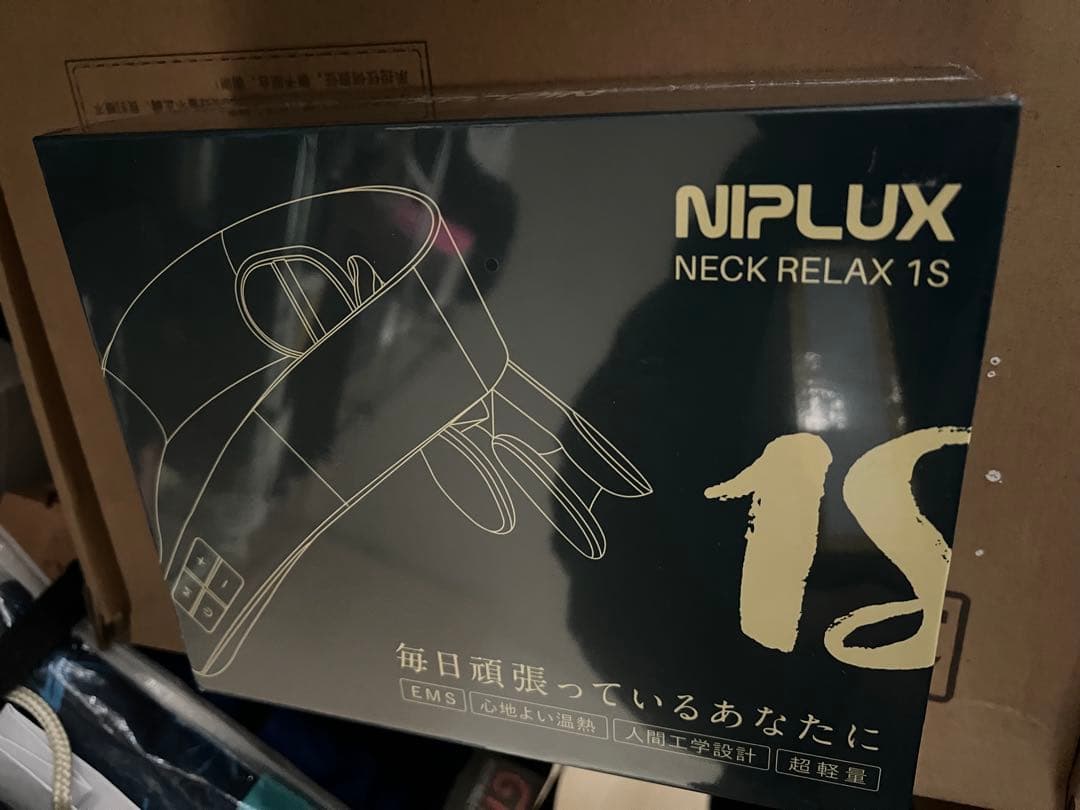 NIPLUX
NECK RELAX 1S
1S
毎日頑張っているあなたに
EMS 心地よい温熱 人間工学設計 超軽量
+ - M